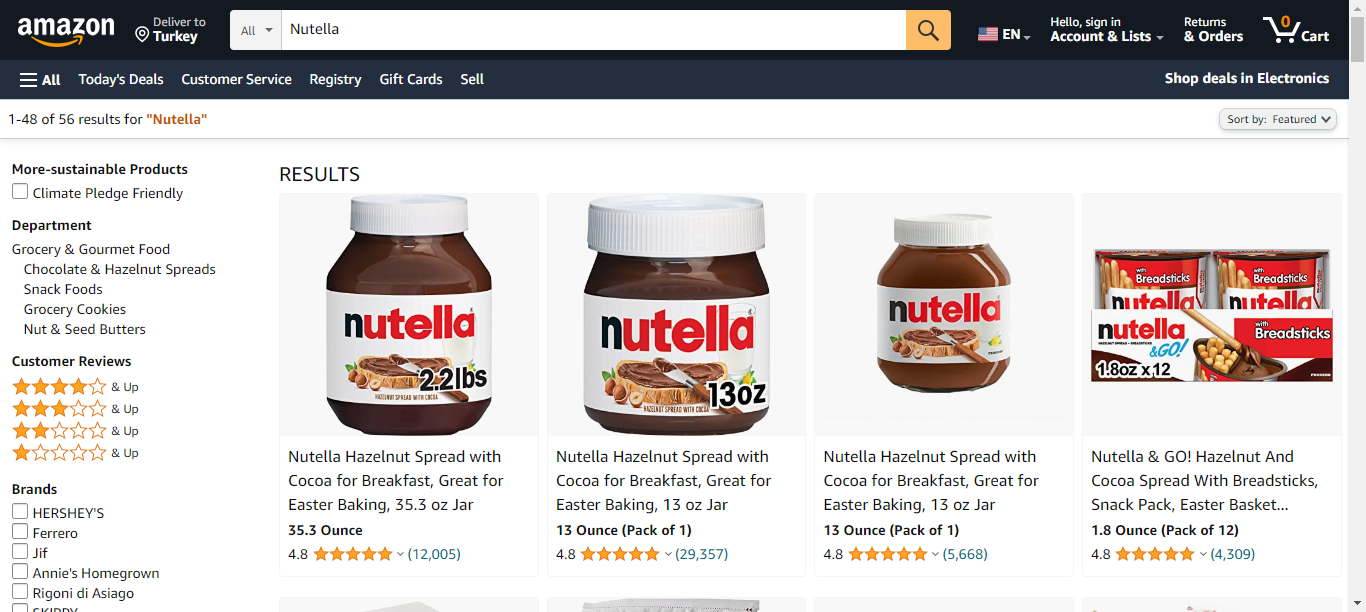 amazon
Deliver to
Turkey
All
Nutella
EN
Hello, sign in
Account & Lists
Returns
& Orders
0
Cart
All
Today's Deals
Customer Service
Registry
Gift Cards
Sell
Shop deals in Electronics
1-48 of 56 results for "Nutella"
Sort by: Featured
More-sustainable Products
Climate Pledge Friendly
Department
Grocery & Gourmet Food
Chocolate & Hazelnut Spreads
Snack Foods
Grocery Cookies
Nut & Seed Butters
Customer Reviews
& Up
& Up
& Up
& Up
Brands
HERSHEY'S
Ferrero
Jif
Annie's Homegrown
Rigoni di Asiago
SKIPPY
RESULTS
nutella
2.2lbs
HAZELNUT SPREAD WITH COCOA
Nutella Hazelnut Spread with
Cocoa for Breakfast, Great for
Easter Baking, 35.3 oz Jar
35.3 Ounce
4.8 (12,005)
nutella
13oz
HAZELNUT SPREAD WITH COCOA
Nutella Hazelnut Spread with
Cocoa for Breakfast, Great for
Easter Baking, 13 oz Jar
13 Ounce (Pack of 1)
4.8 (29,357)
nutella
Nutella Hazelnut Spread with
Cocoa for Breakfast, Great for
Easter Baking, 13 oz Jar
13 Ounce (Pack of 1)
4.8 (5,668)
with
Breadsticks
nutella
with
Breadsticks
nutella
nutella
&GO!
with
Breadsticks
1.8oz x 12
Nutella & GO! Hazelnut And
Cocoa Spread With Breadsticks,
Snack Pack, Easter Basket...
1.8 Ounce (Pack of 12)
4.8 (4,309)